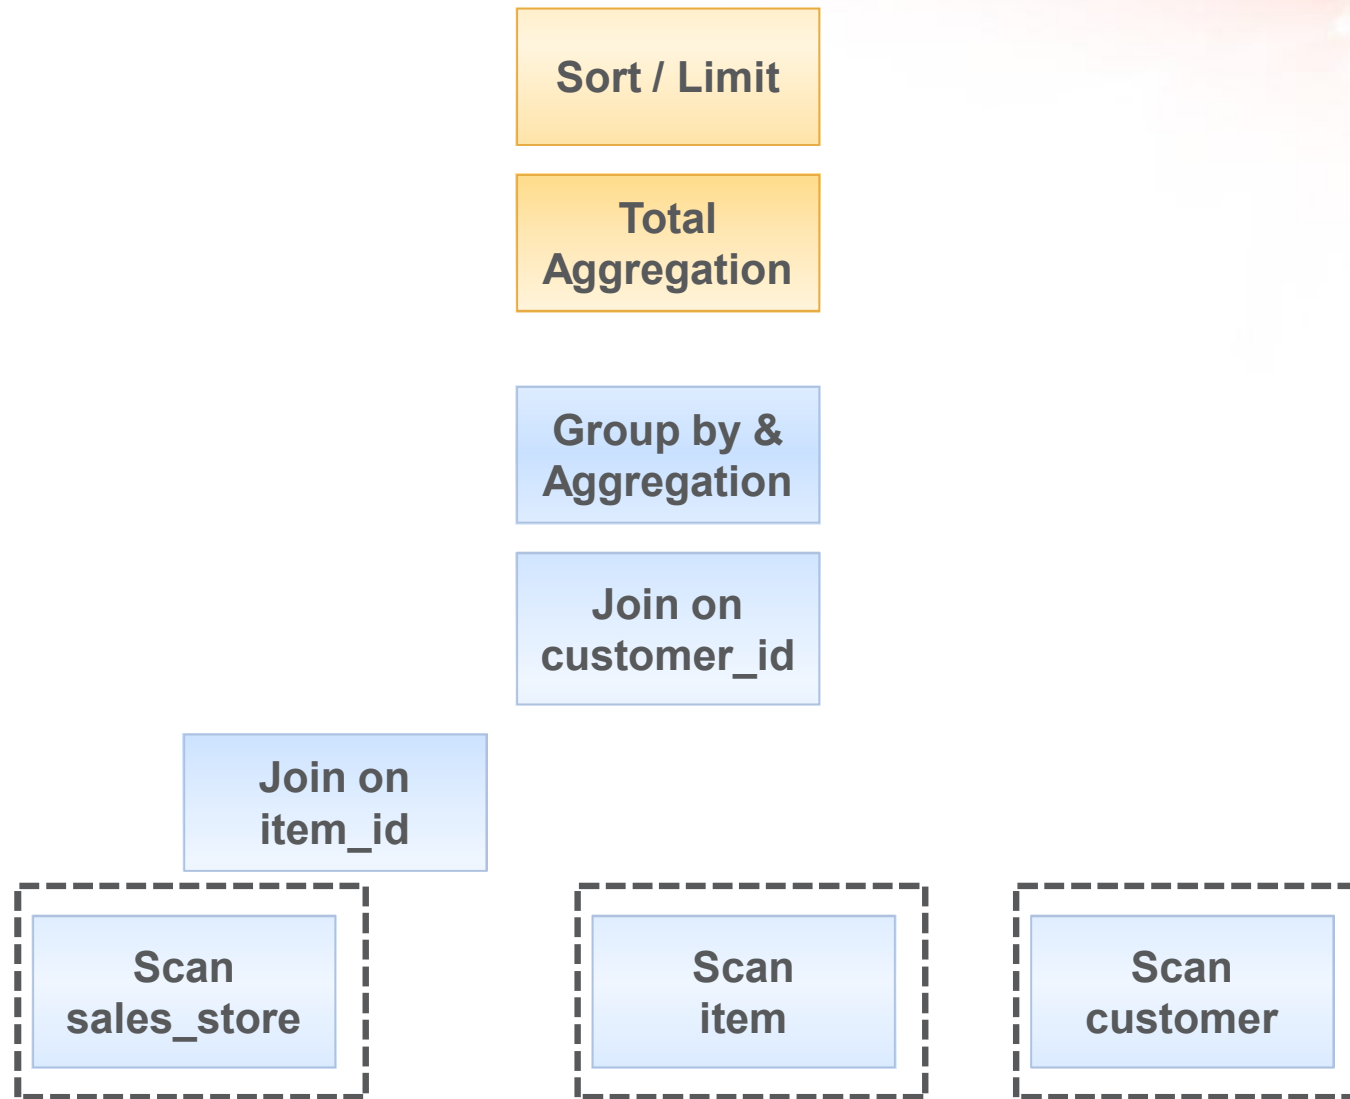 Sort / Limit
Total
Aggregation
Group by &
Aggregation
Join on
customer_id
Join on
item_id
Scan
sales_store
Scan
item
Scan
customer